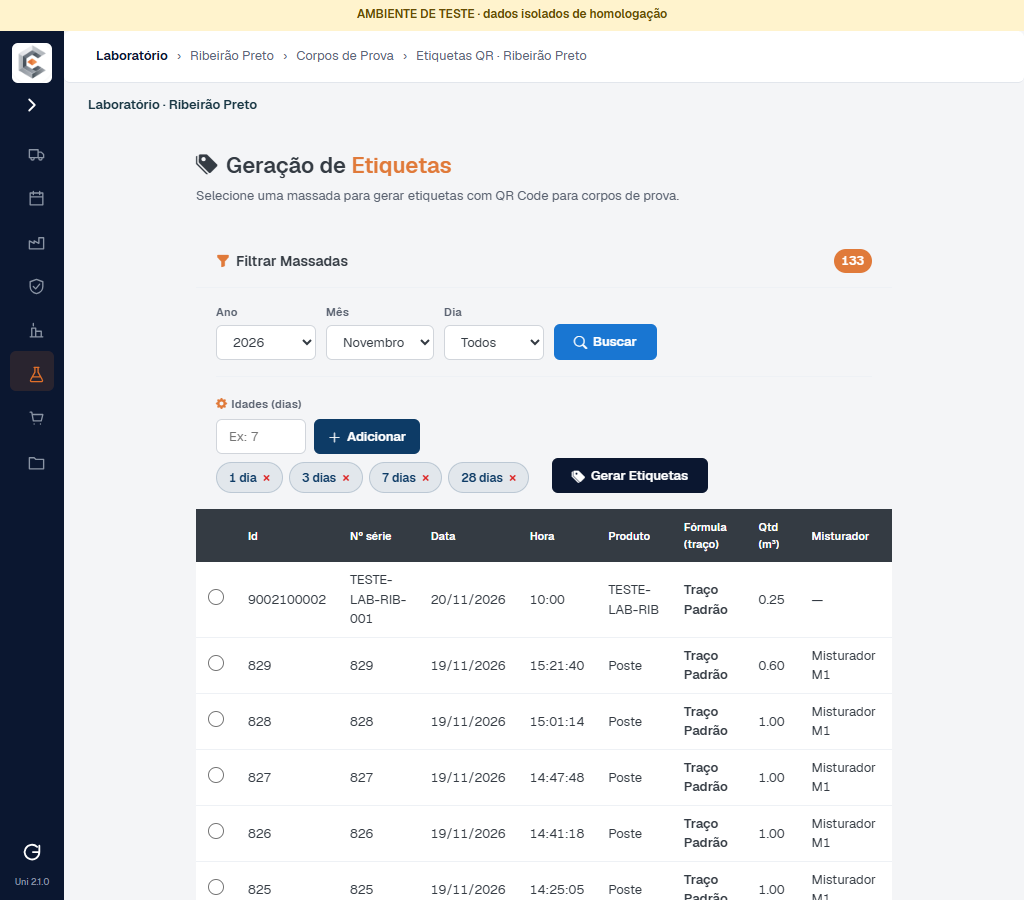 AMBIENTE DE TESTE · dados isolados de homologação
Laboratório › Ribeirão Preto › Corpos de Prova › Etiquetas QR · Ribeirão Preto
Laboratório · Ribeirão Preto
Geração de Etiquetas
Selecione uma massada para gerar etiquetas com QR Code para corpos de prova.
Filtrar Massadas 133
Ano Mês Dia
2026 Novembro Todos Buscar
Idades (dias)
Ex: 7 + Adicionar
1 dia × 3 dias × 7 dias × 28 dias × Gerar Etiquetas
Id Nº série Data Hora Produto Fórmula (traço) Qtd (m³) Misturador
9002100002 TESTE-LAB-RIB-001 20/11/2026 10:00 TESTE-LAB-RIB Traço Padrão 0.25 —
829 829 19/11/2026 15:21:40 Poste Traço Padrão 0.60 Misturador M1
828 828 19/11/2026 15:01:14 Poste Traço Padrão 1.00 Misturador M1
827 827 19/11/2026 14:47:48 Poste Traço Padrão 1.00 Misturador M1
826 826 19/11/2026 14:41:18 Poste Traço Padrão 1.00 Misturador M1
825 825 19/11/2026 14:25:05 Poste Traço Padrão 1.00 Misturador M1
Uni 2.1.0